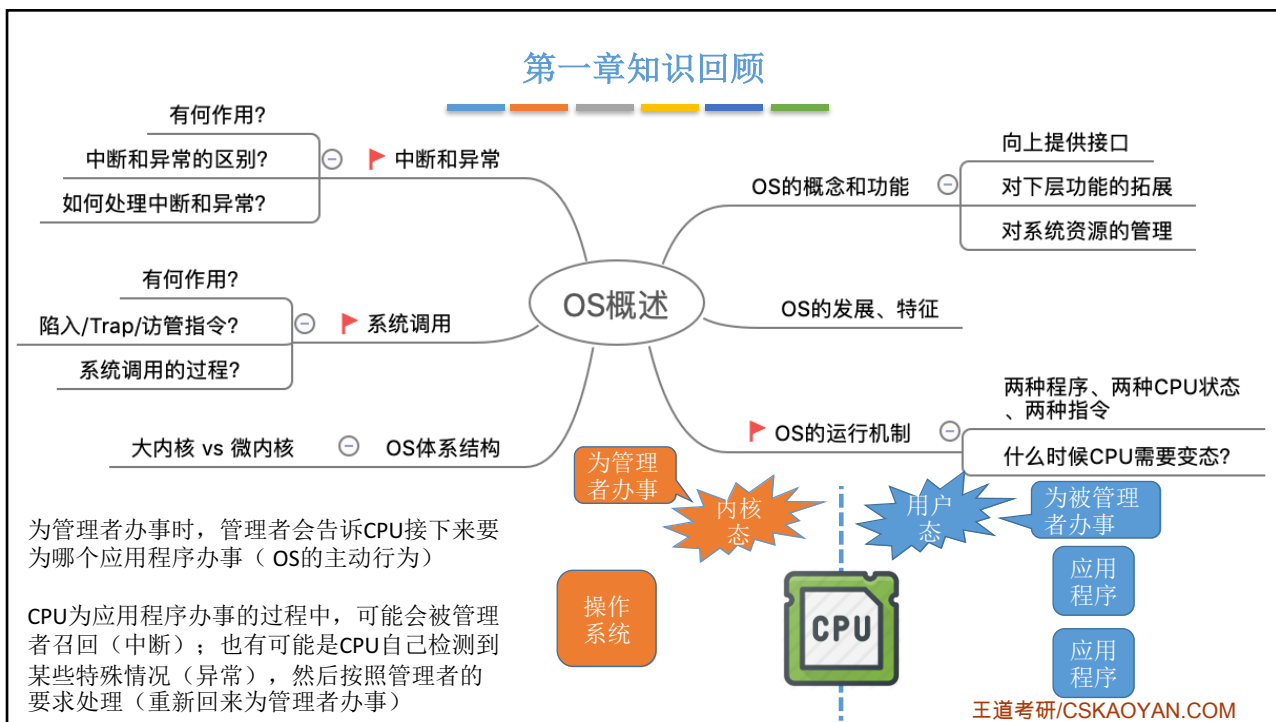 第一章知识回顾
有何作用?
中断和异常的区别?
如何处理中断和异常?
中断和异常
有何作用?
陷入/Trap/访管指令?
系统调用的过程?
系统调用
大内核 vs 微内核
OS体系结构
OS概述
OS的概念和功能
向上提供接口
对下层功能的拓展
对系统资源的管理
OS的发展、特征
OS的运行机制
两种程序、两种CPU状态
、两种指令
什么时候CPU需要变态?
为管理
者办事
内核
态
用户
态
为被管理
者办事
为管理者办事时，管理者会告诉CPU接下来要
为哪个应用程序办事（ OS的主动行为）
CPU为应用程序办事的过程中，可能会被管理
者召回（中断）；也有可能是CPU自己检测到
某些特殊情况（异常），然后按照管理者的
要求处理（重新回来为管理者办事）
操作
系统
CPU
应用
程序
应用
程序
王道考研/CSKAOYAN.COM